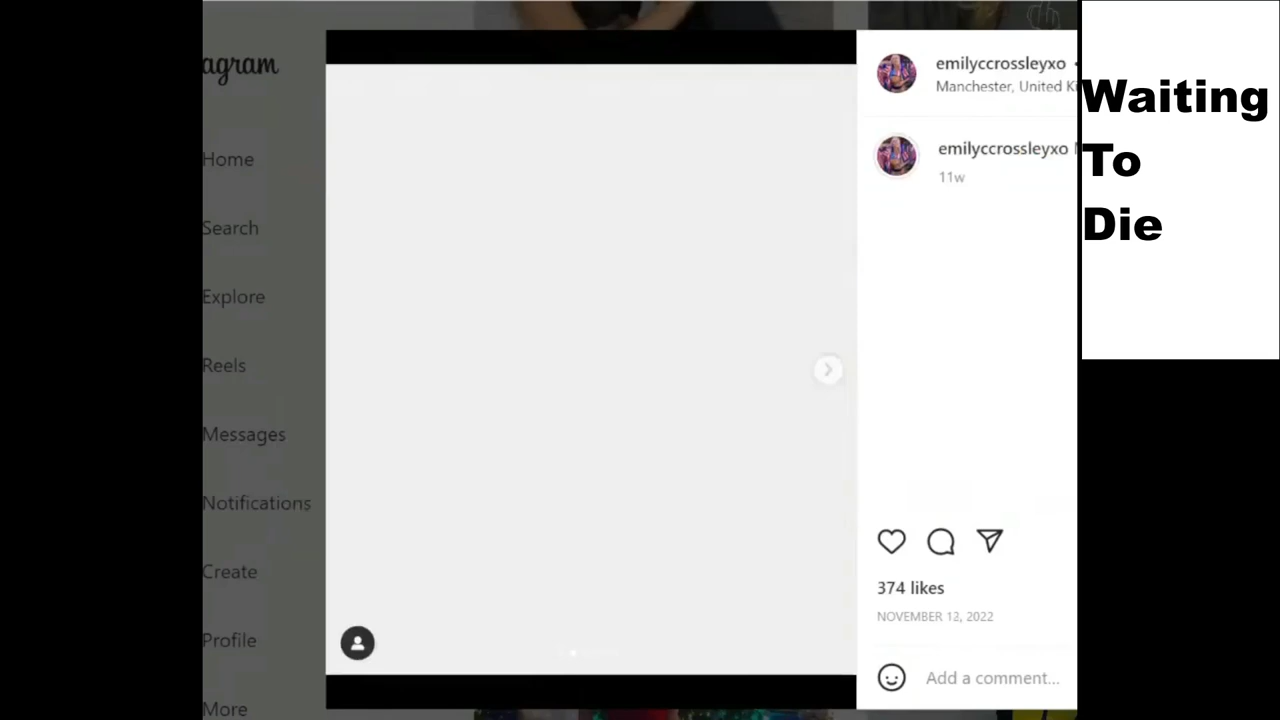 agram
Home
Search
Explore
Reels
Messages
Notifications
Create
Profile
More
emilyccrossleyxo •
Manchester, United Ki
emilyccrossleyxo
11w
374 likes
NOVEMBER 13, 2022
Add a comment...
Waiting
To
Die